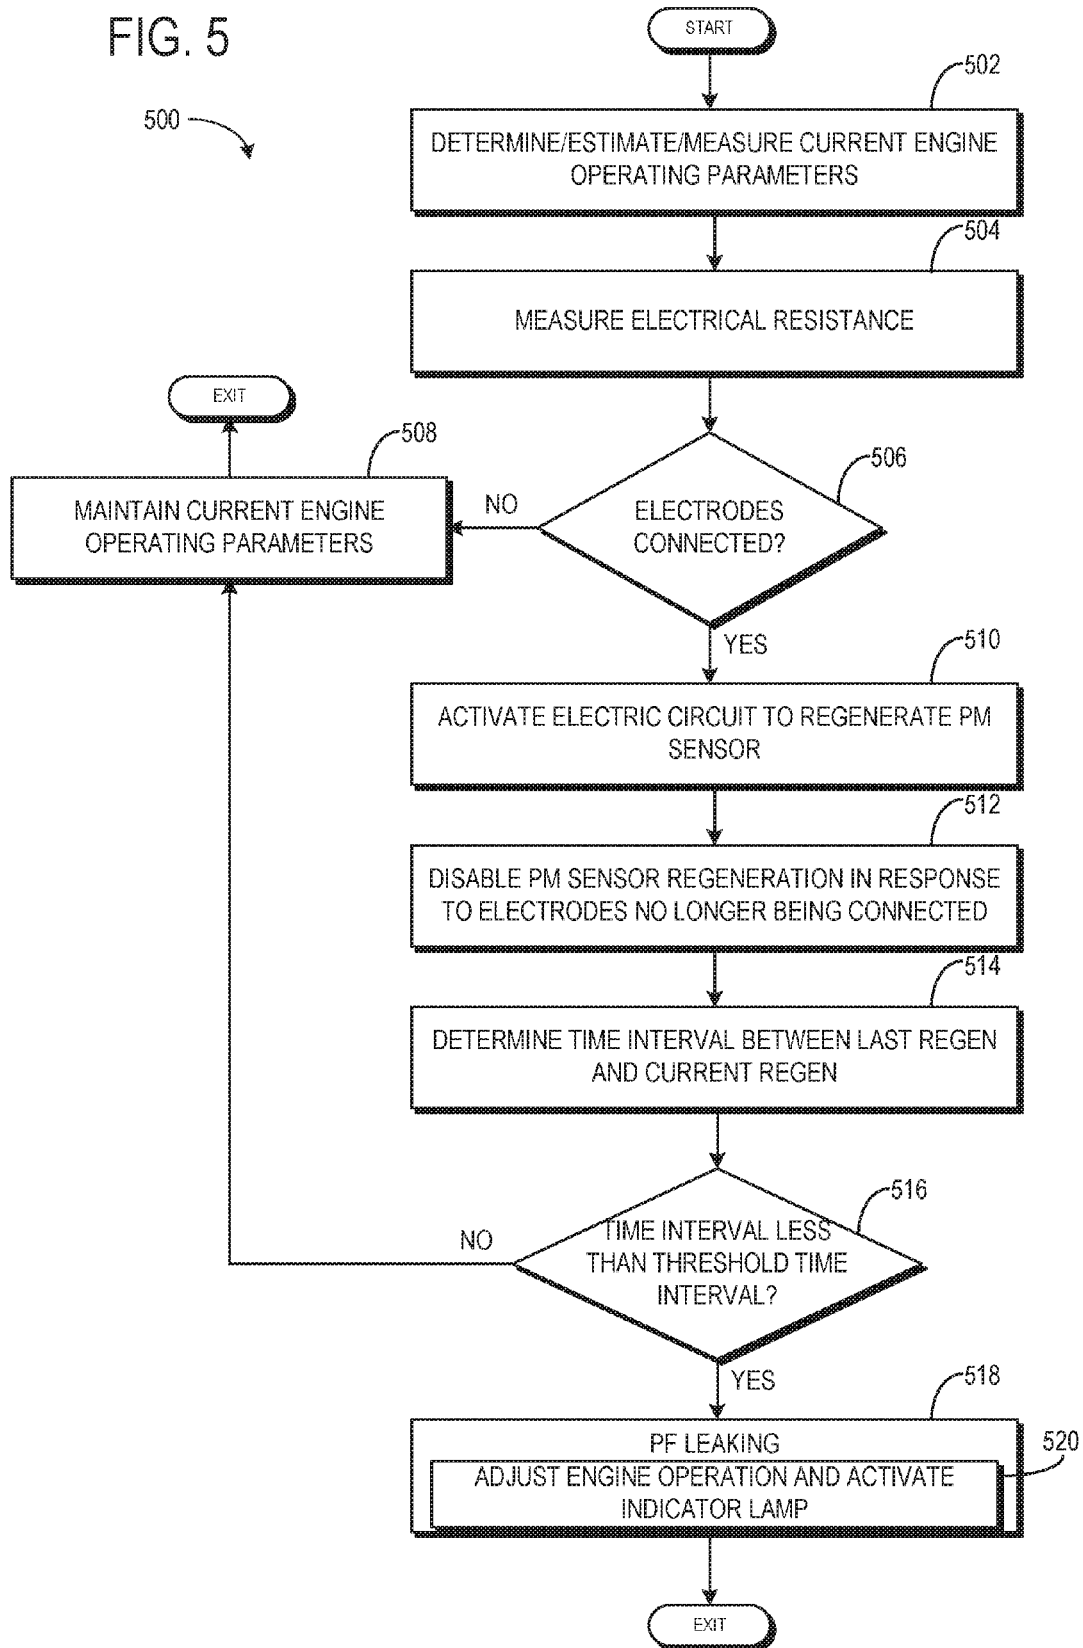 FIG. 5
500
START
502
DETERMINE/ESTIMATE/MEASURE CURRENT ENGINE
OPERATING PARAMETERS
504
MEASURE ELECTRICAL RESISTANCE
EXIT
508
MAINTAIN CURRENT ENGINE
OPERATING PARAMETERS
NO
506
ELECTRODES
CONNECTED?
YES
510
ACTIVATE ELECTRIC CIRCUIT TO REGENERATE PM
SENSOR
512
DISABLE PM SENSOR REGENERATION IN RESPONSE
TO ELECTRODES NO LONGER BEING CONNECTED
514
DETERMINE TIME INTERVAL BETWEEN LAST REGEN
AND CURRENT REGEN
516
NO
TIME INTERVAL LESS
THAN THRESHOLD TIME
INTERVAL?
YES
518
PF LEAKING
520
ADJUST ENGINE OPERATION AND ACTIVATE
INDICATOR LAMP
EXIT